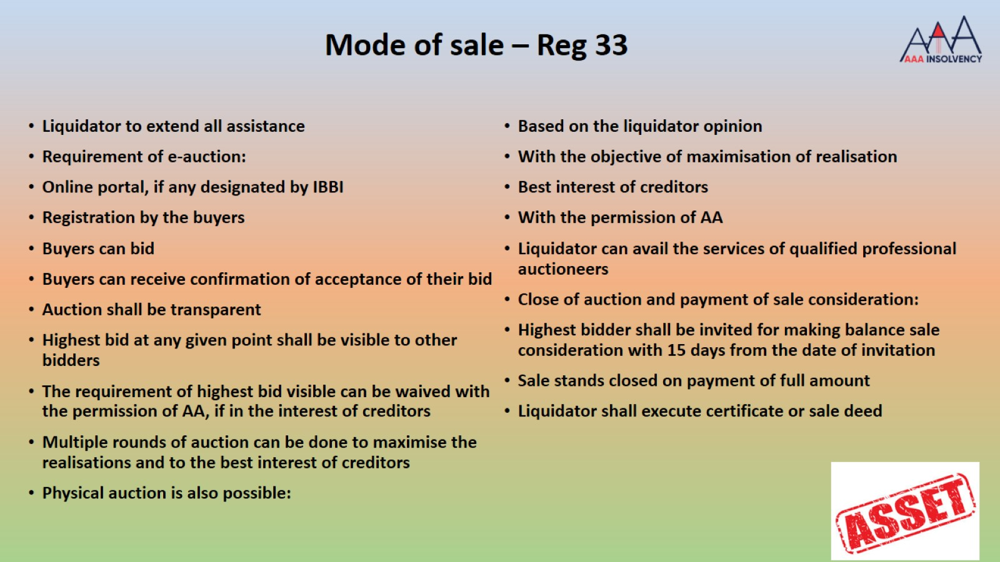 Mode of sale – Reg 33
AAA INSOLVENCY
• Liquidator to extend all assistance
• Requirement of e-auction:
• Online portal, if any designated by IBBI
• Registration by the buyers
• Buyers can bid
• Buyers can receive confirmation of acceptance of their bid
• Auction shall be transparent
• Highest bid at any given point shall be visible to other
bidders
• The requirement of highest bid visible can be waived with
the permission of AA, if in the interest of creditors
• Multiple rounds of auction can be done to maximise the
realisations and to the best interest of creditors
• Physical auction is also possible:
• Based on the liquidator opinion
• With the objective of maximisation of realisation
• Best interest of creditors
• With the permission of AA
• Liquidator can avail the services of qualified professional
auctioneers
• Close of auction and payment of sale consideration:
• Highest bidder shall be invited for making balance sale
consideration with 15 days from the date of invitation
• Sale stands closed on payment of full amount
• Liquidator shall execute certificate or sale deed
ASSET